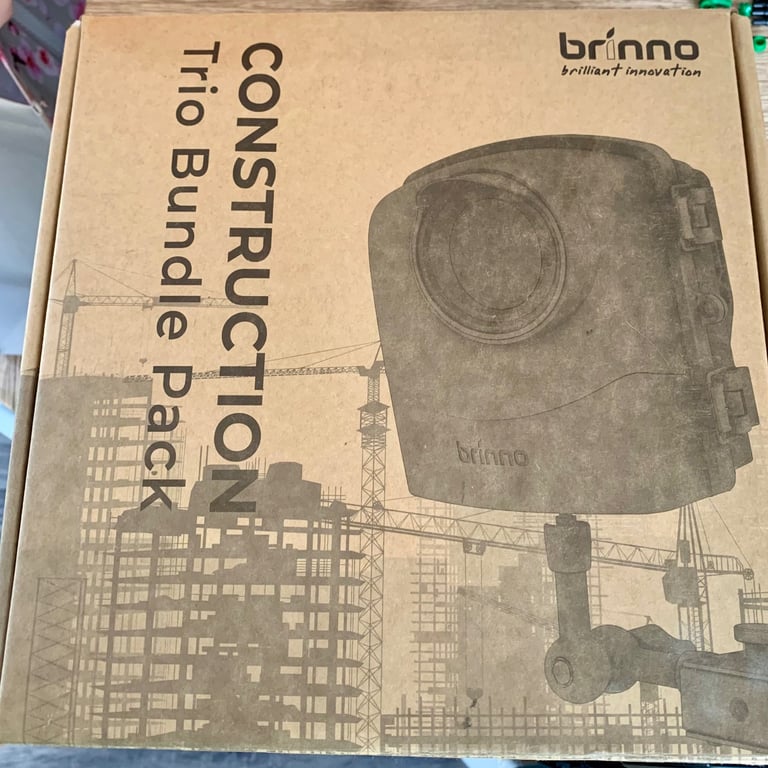 brinno
brilliant innovation
CONSTRUCTION
Trio Bundle Pack
brinno